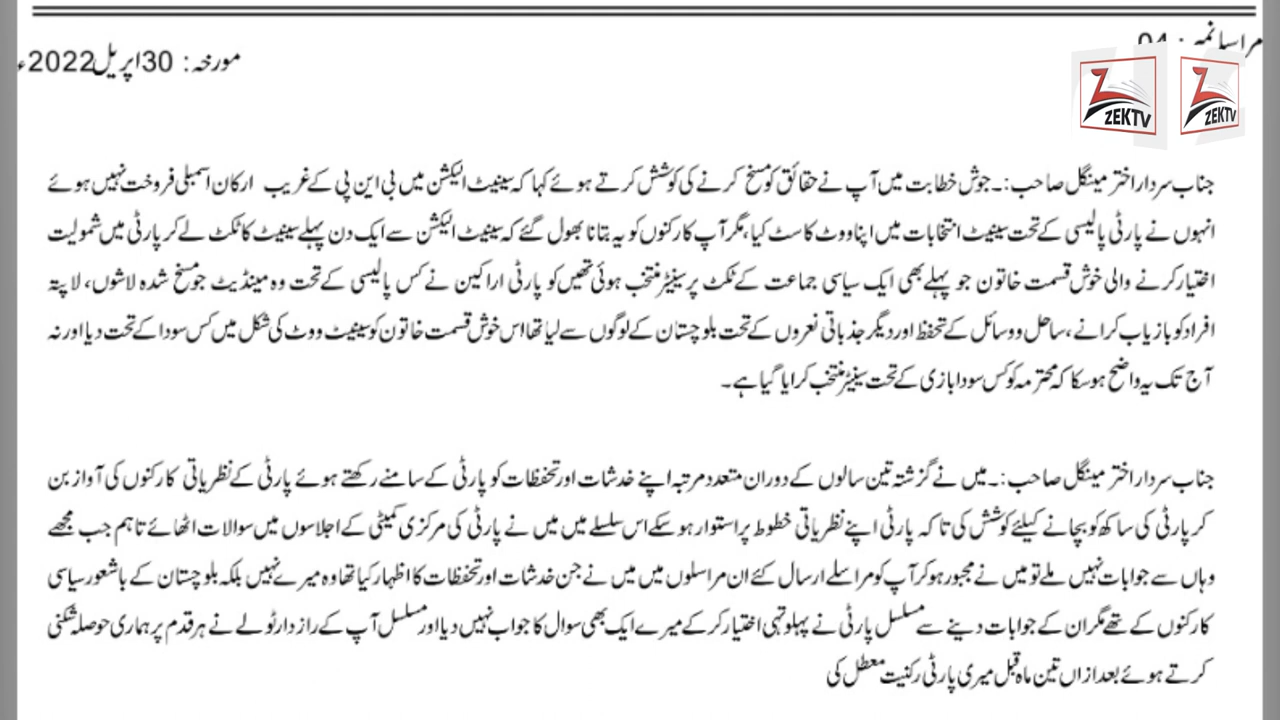 مراسلہ نمبر: 04
مورخہ: 30اپریل2022ء
ZEKTV ZEKTV
جناب سردار اختر مینگل صاحب:۔جوش خطابت میں آپ نے حقائق کو مسخ کرنے کی کوشش کرتے ہوئے کہا کہ سینیٹ الیکشن میں بی این پی کے غریب ارکان اسمبلی فروخت نہیں ہوئے
انہوں نے پارٹی پالیسی کے تحت سینیٹ انتخابات میں اپنا ووٹ کاسٹ کیا،مگر آپ کارکنوں کو یہ بتانا بھول گئے کہ سینیٹ الیکشن سے ایک دن پہلے سینیٹ کا ٹکٹ لے کر پارٹی میں شمولیت
اختیار کرنے والی خوش قسمت خاتون جو پہلے بھی ایک سیاسی جماعت کے ٹکٹ پر سینیٹر منتخب ہوئی تھیں کو پارٹی اراکین نے کس پالیسی کے تحت وہ مینڈیٹ جو مسخ شدہ لاشوں، لاپتہ
افراد کو بازیاب کرانے ،ساحل و وسائل کے تحفظ اور دیگر جذباتی نعروں کے تحت بلوچستان کے لوگوں سے لیا تھا اس خوش قسمت خاتون کو سینیٹ ووٹ کی شکل میں کس سودا کے تحت دیا اور نہ
آج تک یہ واضح ہوسکا کہ محترمہ کو کس سودا بازی کے تحت سینیٹر منتخب کرایا گیا ہے۔
جناب سردار اختر مینگل صاحب:۔میں نے گزشتہ تین سالوں کے دوران متعدد مرتبہ اپنے خدشات اور تحفظات کو پارٹی کے سامنے رکھتے ہوئے پارٹی کے نظریاتی کارکنوں کی آواز بن
کر پارٹی کی ساکھ کو بچانے کیلئے کوشش کی تاکہ پارٹی اپنے نظریاتی خطوط پر استوار ہوسکے اس سلسلے میں میں نے پارٹی کی مرکزی کمیٹی کے اجلاسوں میں سوالات اٹھائے تاہم جب مجھے
وہاں سے جوابات نہیں ملے تو میں نے مجبور ہوکر آپ کو مراسلے ارسال کئے ان مراسلوں میں میں نے جن خدشات اور تحفظات کا اظہار کیا تھا وہ میرے نہیں بلکہ بلوچستان کے باشعور سیاسی
کارکنوں کے تھے مگر ان کے جوابات دینے سے مسلسل پارٹی نے پہلو تہی اختیار کرکے میرے ایک بھی سوال کا جواب نہیں دیا اور مسلسل آپ کے رازدار ٹولے نے ہر قدم پر ہماری حوصلہ شکنی
کرتے ہوئے بعدازاں تین ماہ قبل میری پارٹی رکنیت معطل کی